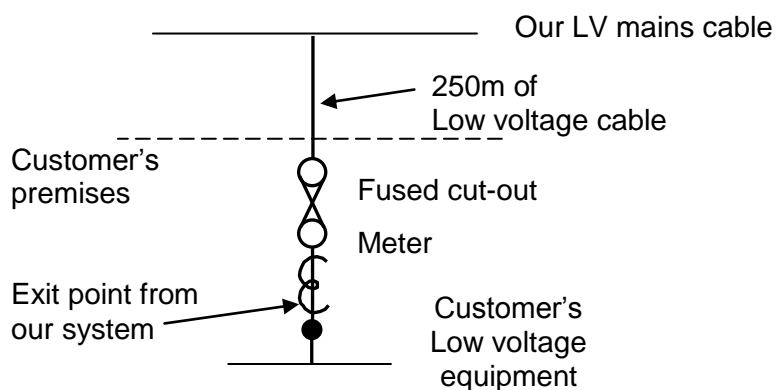 Our LV mains cable
250m of
Low voltage cable
Customer's
premises
Fused cut-out
Meter
Exit point from
our system
Customer's
Low voltage
equipment